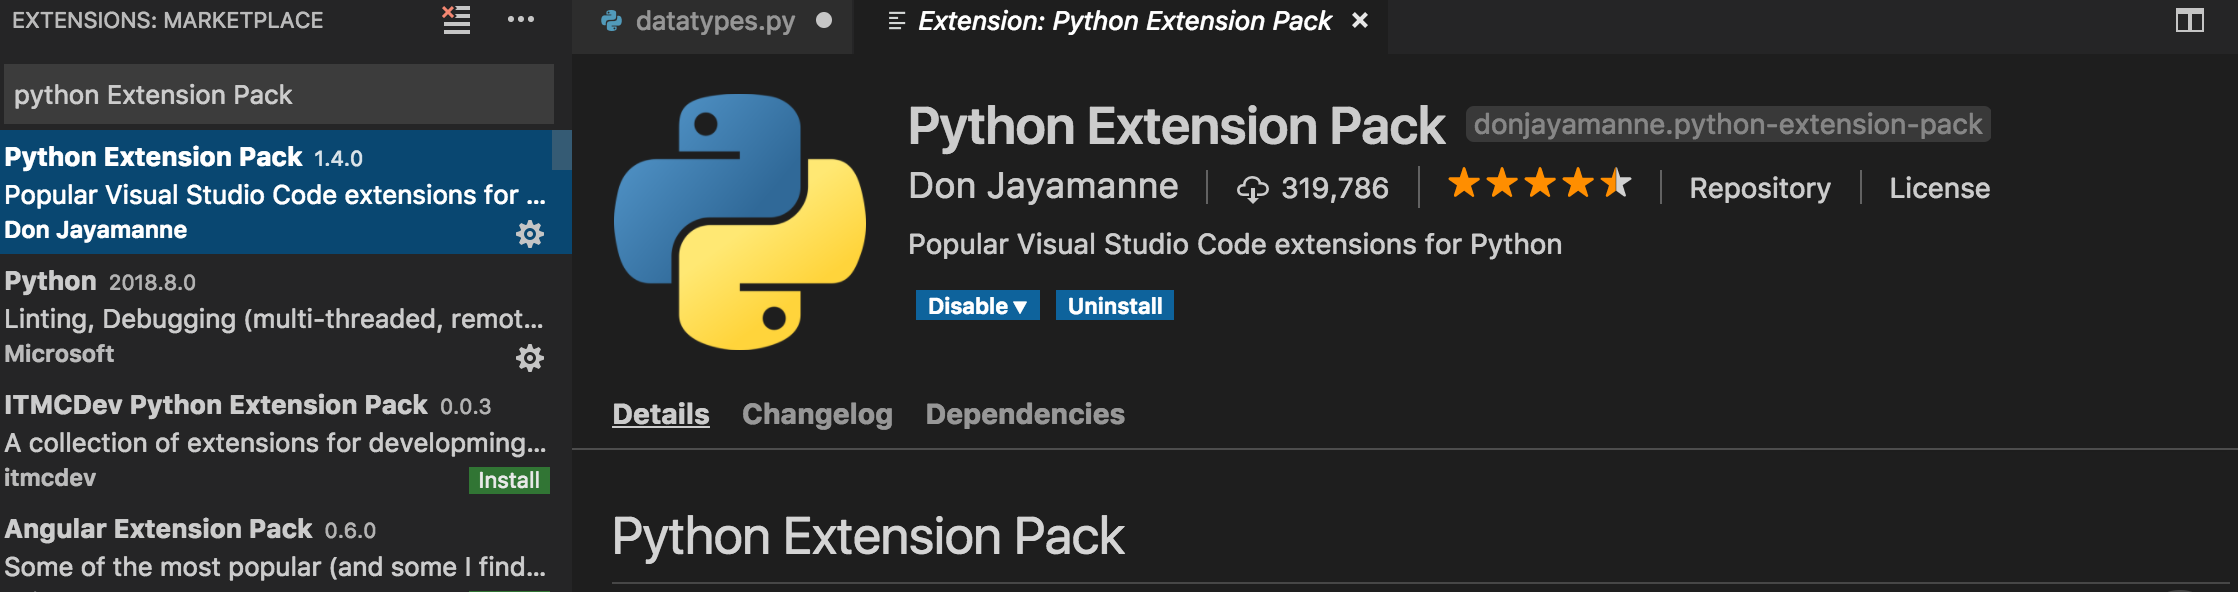 EXTENSIONS: MARKETPLACE
python Extension Pack
Python Extension Pack 1.4.0
Popular Visual Studio Code extensions for ...
Don Jayamanne
Python 2018.8.0
Linting, Debugging (multi-threaded, remot...
Microsoft
ITMCDev Python Extension Pack 0.0.3
A collection of extensions for developming...
itmcdev Install
Angular Extension Pack 0.6.0
Some of the most popular (and some I find...
datatypes.py Extension: Python Extension Pack
Python Extension Pack donjayamanne.python-extension-pack
Don Jayamanne 319,786 Repository License
Popular Visual Studio Code extensions for Python
Disable Uninstall
Details Changelog Dependencies
Python Extension Pack